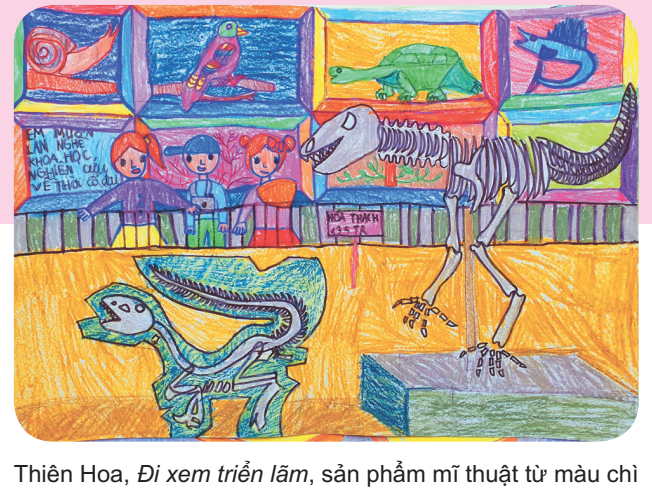 EM MUỐN
LÀM NGHỀ
KHOA HỌC
NGHIÊN CỨU
VỀ THỜI CỔ ĐẠI
HÓA THẠCH
Thiên Hoa, Đi xem triển lãm, sản phẩm mĩ thuật từ màu chì